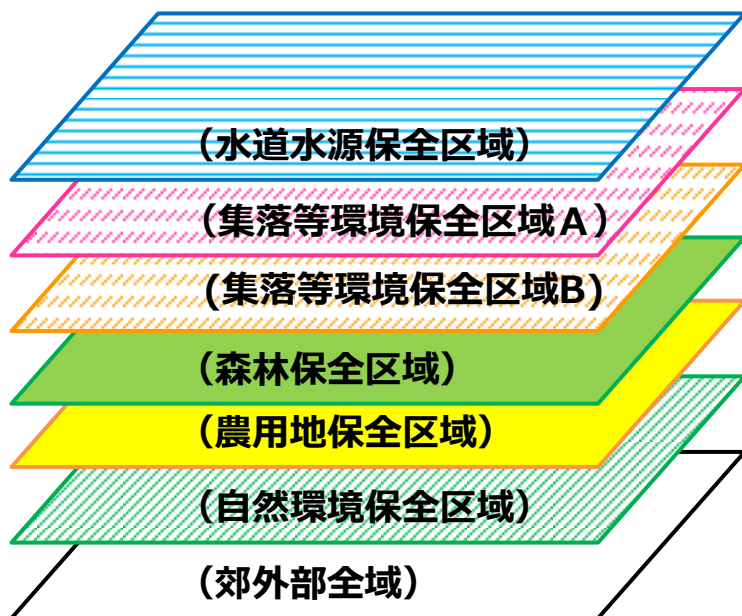 （水道水源保全区域）
（集落等環境保全区域Ａ）
(集落等環境保全区域B)
（森林保全区域）
（農用地保全区域）
（自然環境保全区域）
（郊外部全域）